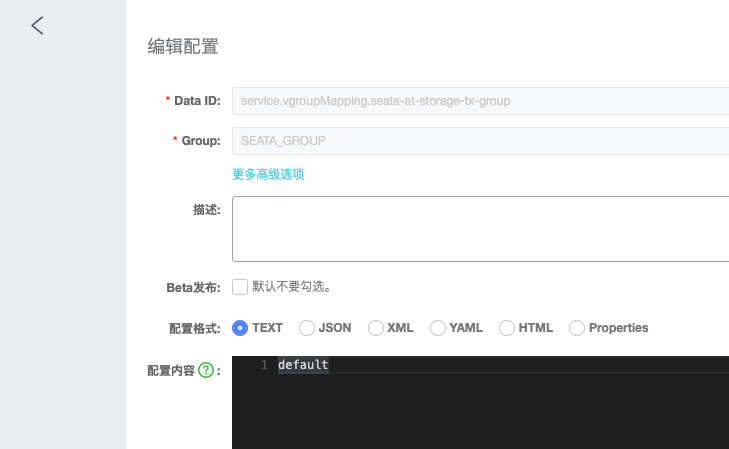 编辑配置
* Data ID: service.vgroupMapping.seata-at-storage-tx-group
* Group: SEATA_GROUP
更多高级选项
描述:
Beta发布: 默认不要勾选。
配置格式: TEXT JSON XML YAML HTML Properties
配置内容 ? : 1 default